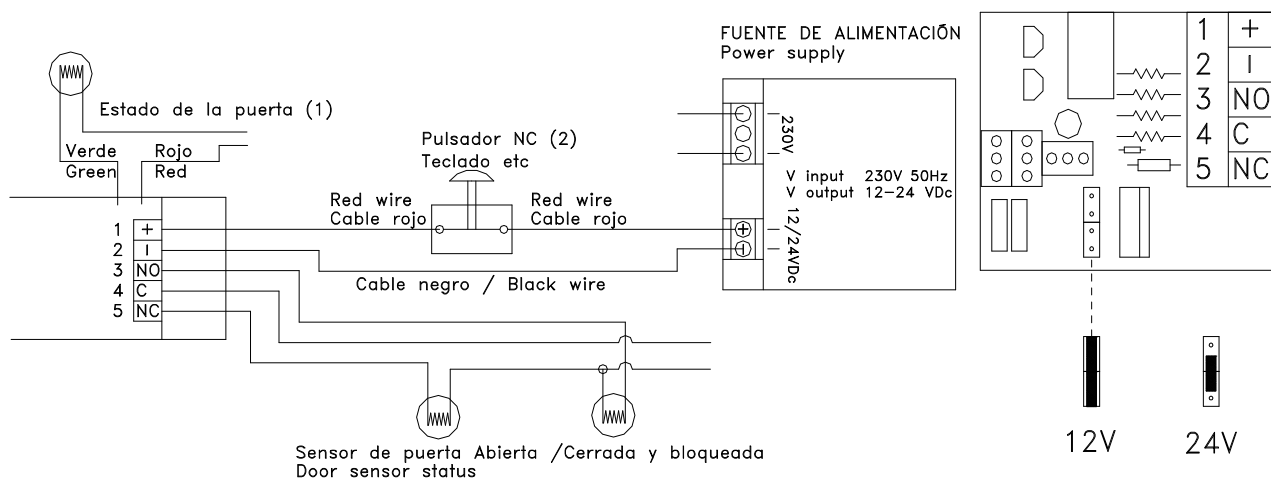 FUENTE DE ALIMENTACIÓN
Power supply
Estado de la puerta (1)
Verde
Green
Rojo
Red
Pulsador NC (2)
Teclado etc
Red wire
Cable rojo
Red wire
Cable rojo
230V
V input 230V 50Hz
V output 12-24 VDc
12/24VDc
+
-
1 +
2 -
3 NO
4 C
5 NC
Cable negro / Black wire
Sensor de puerta Abierta /Cerrada y bloqueada
Door sensor status
1 +
2 -
3 NO
4 C
5 NC
12V
24V